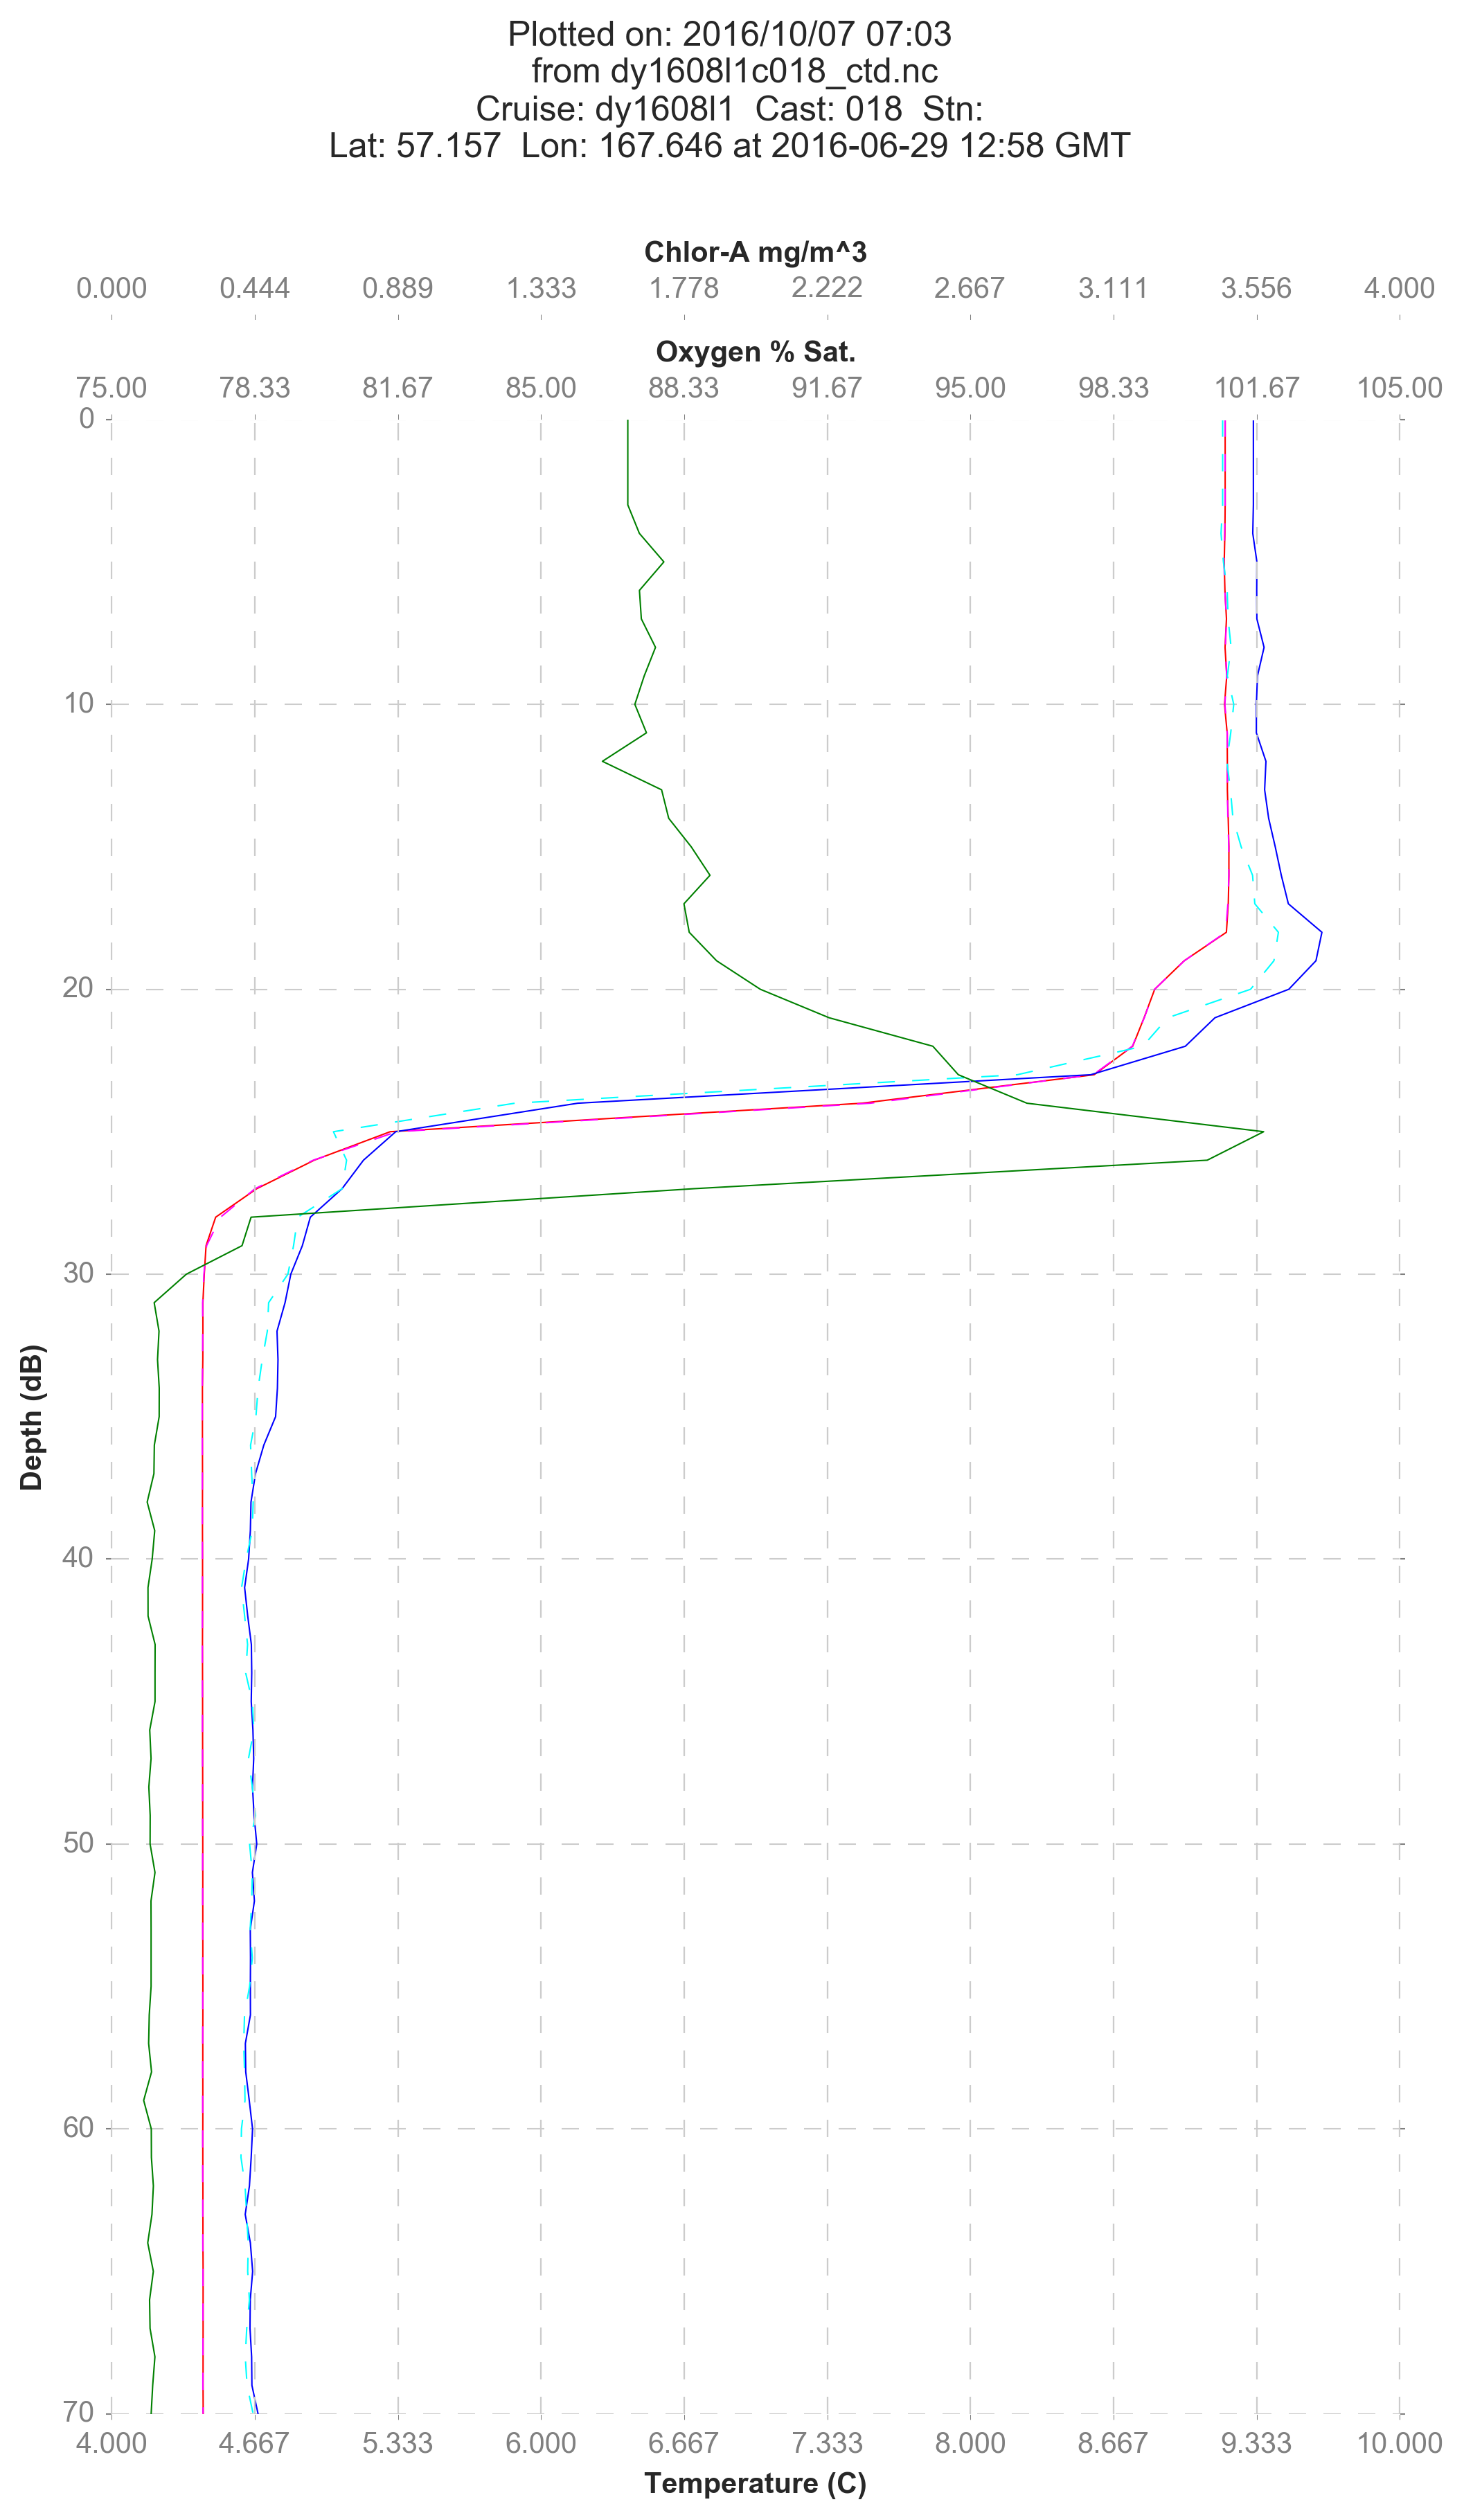 Plotted on: 2016/10/07 07:03
from dy1608l1c018_ctd.nc
Cruise: dy1608l1 Cast: 018 Stn:
Lat: 57.157 Lon: 167.646 at 2016-06-29 12:58 GMT
Chlor-A mg/m^3
0.000 0.444 0.889 1.333 1.778 2.222 2.667 3.111 3.556 4.000
Oxygen % Sat.
75.00 78.33 81.67 85.00 88.33 91.67 95.00 98.33 101.67 105.00
0
10
20
30
Depth (dB)
40
50
60
70
4.000 4.667 5.333 6.000 6.667 7.333 8.000 8.667 9.333 10.000
Temperature (C)